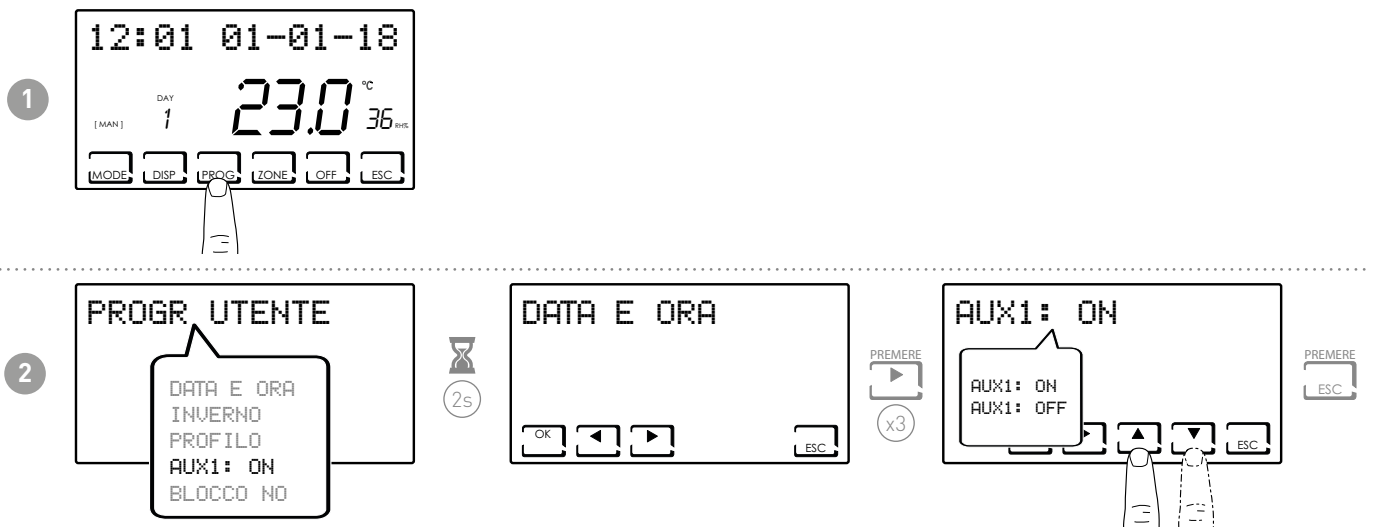 1
12:01 01-01-18
DAY
[ MAN ]
1
23.0
°C
36
RH%
MODE DISP PROG ZONE OFF ESC
2
PROGR UTENTE
DATA E ORA
INVERNO
PROFILO
AUX1: ON
BLOCCO NO
2s
DATA E ORA
OK ◀ ▶ ESC
PREMERE
▶
x3
AUX1: ON
AUX1: ON
AUX1: OFF
▲ ▼ ESC
PREMERE
ESC